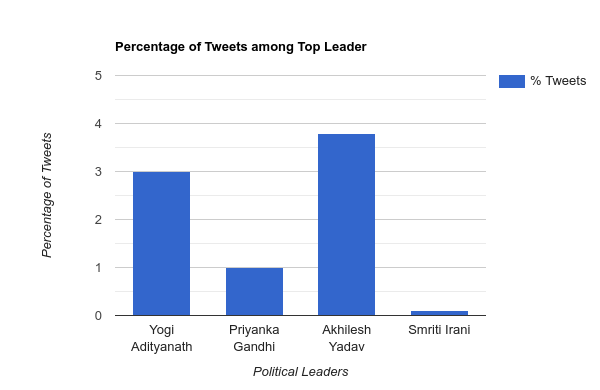 Percentage of Tweets among Top Leader
% Tweets
Percentage of Tweets
5
4
3
2
1
0
Yogi
Adityanath
Priyanka
Gandhi
Akhilesh
Yadav
Smriti Irani
Political Leaders